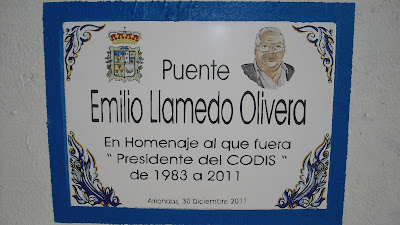 Puente
Emilio Llamedo Olivera
En Homenaje al que fuera
" Presidente del CODIS "
de 1983 a 2011
Arriondas, 30 Diciembre 2011